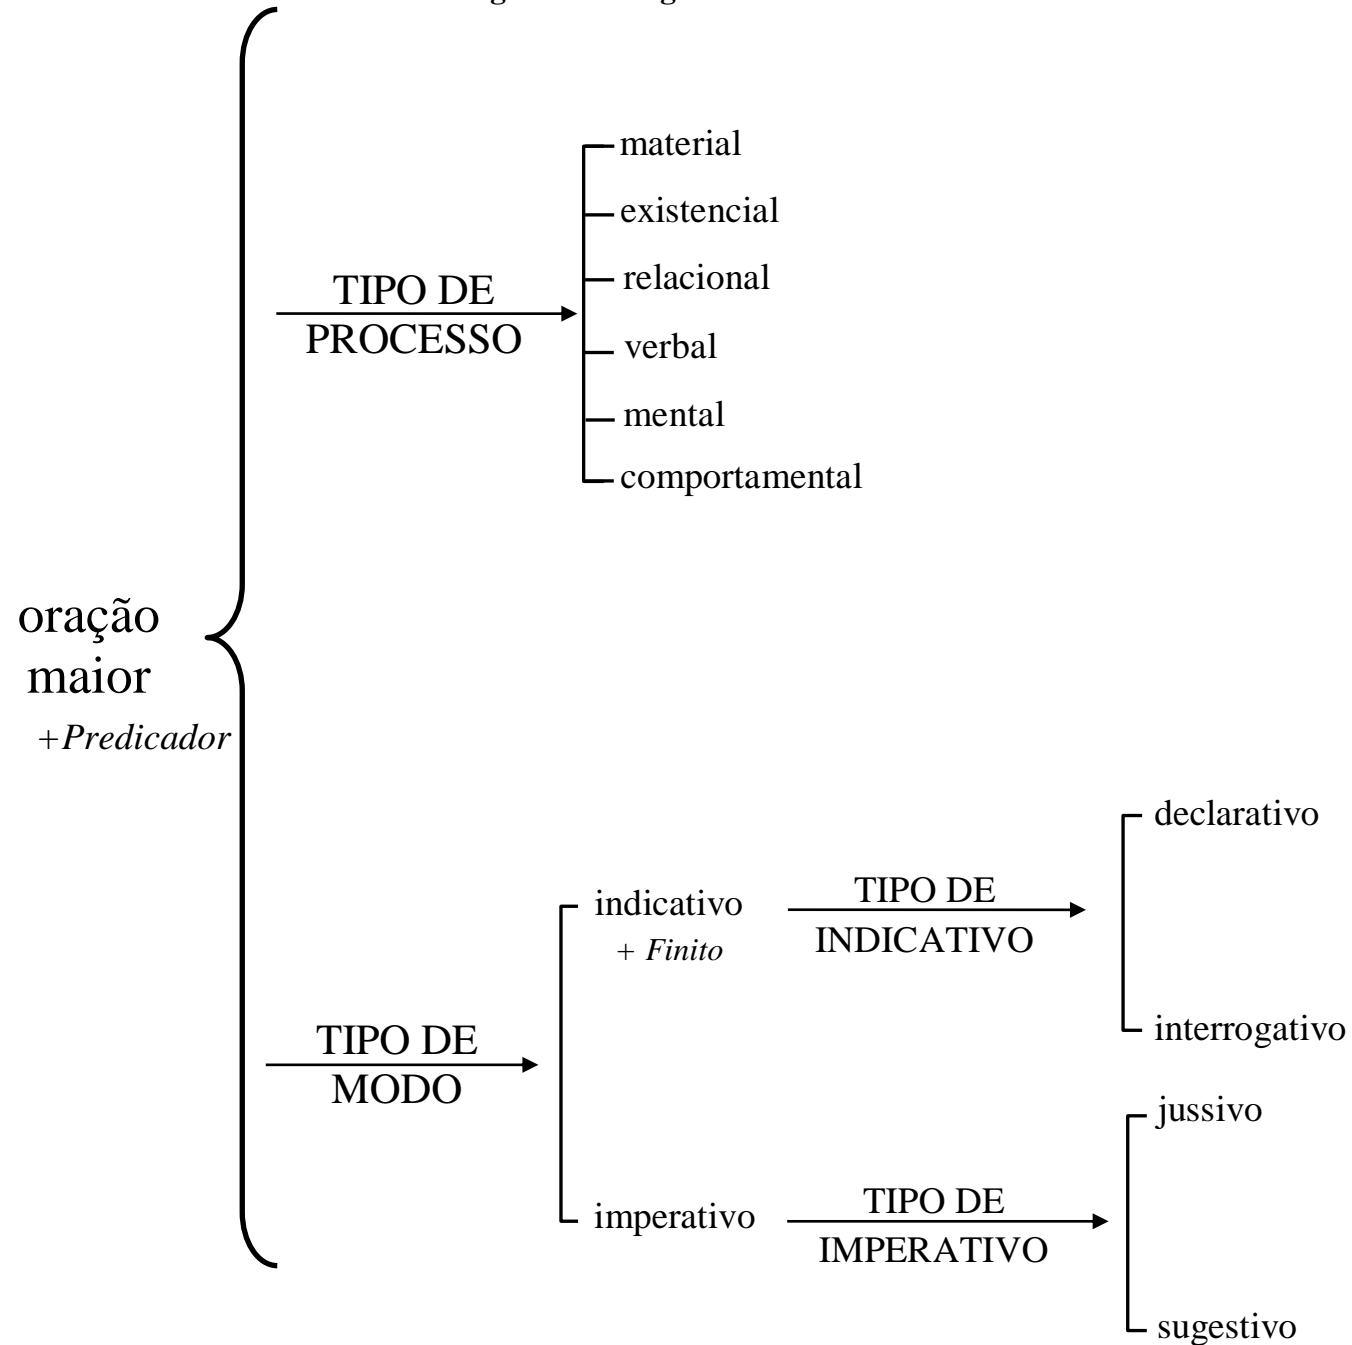 material
existencial
relacional
TIPO DE
PROCESSO
verbal
mental
comportamental
oração
maior
+Predicador
declarativo
indicativo
+ Finito
TIPO DE
INDICATIVO
interrogativo
TIPO DE
MODO
jussivo
imperativo
TIPO DE
IMPERATIVO
sugestivo